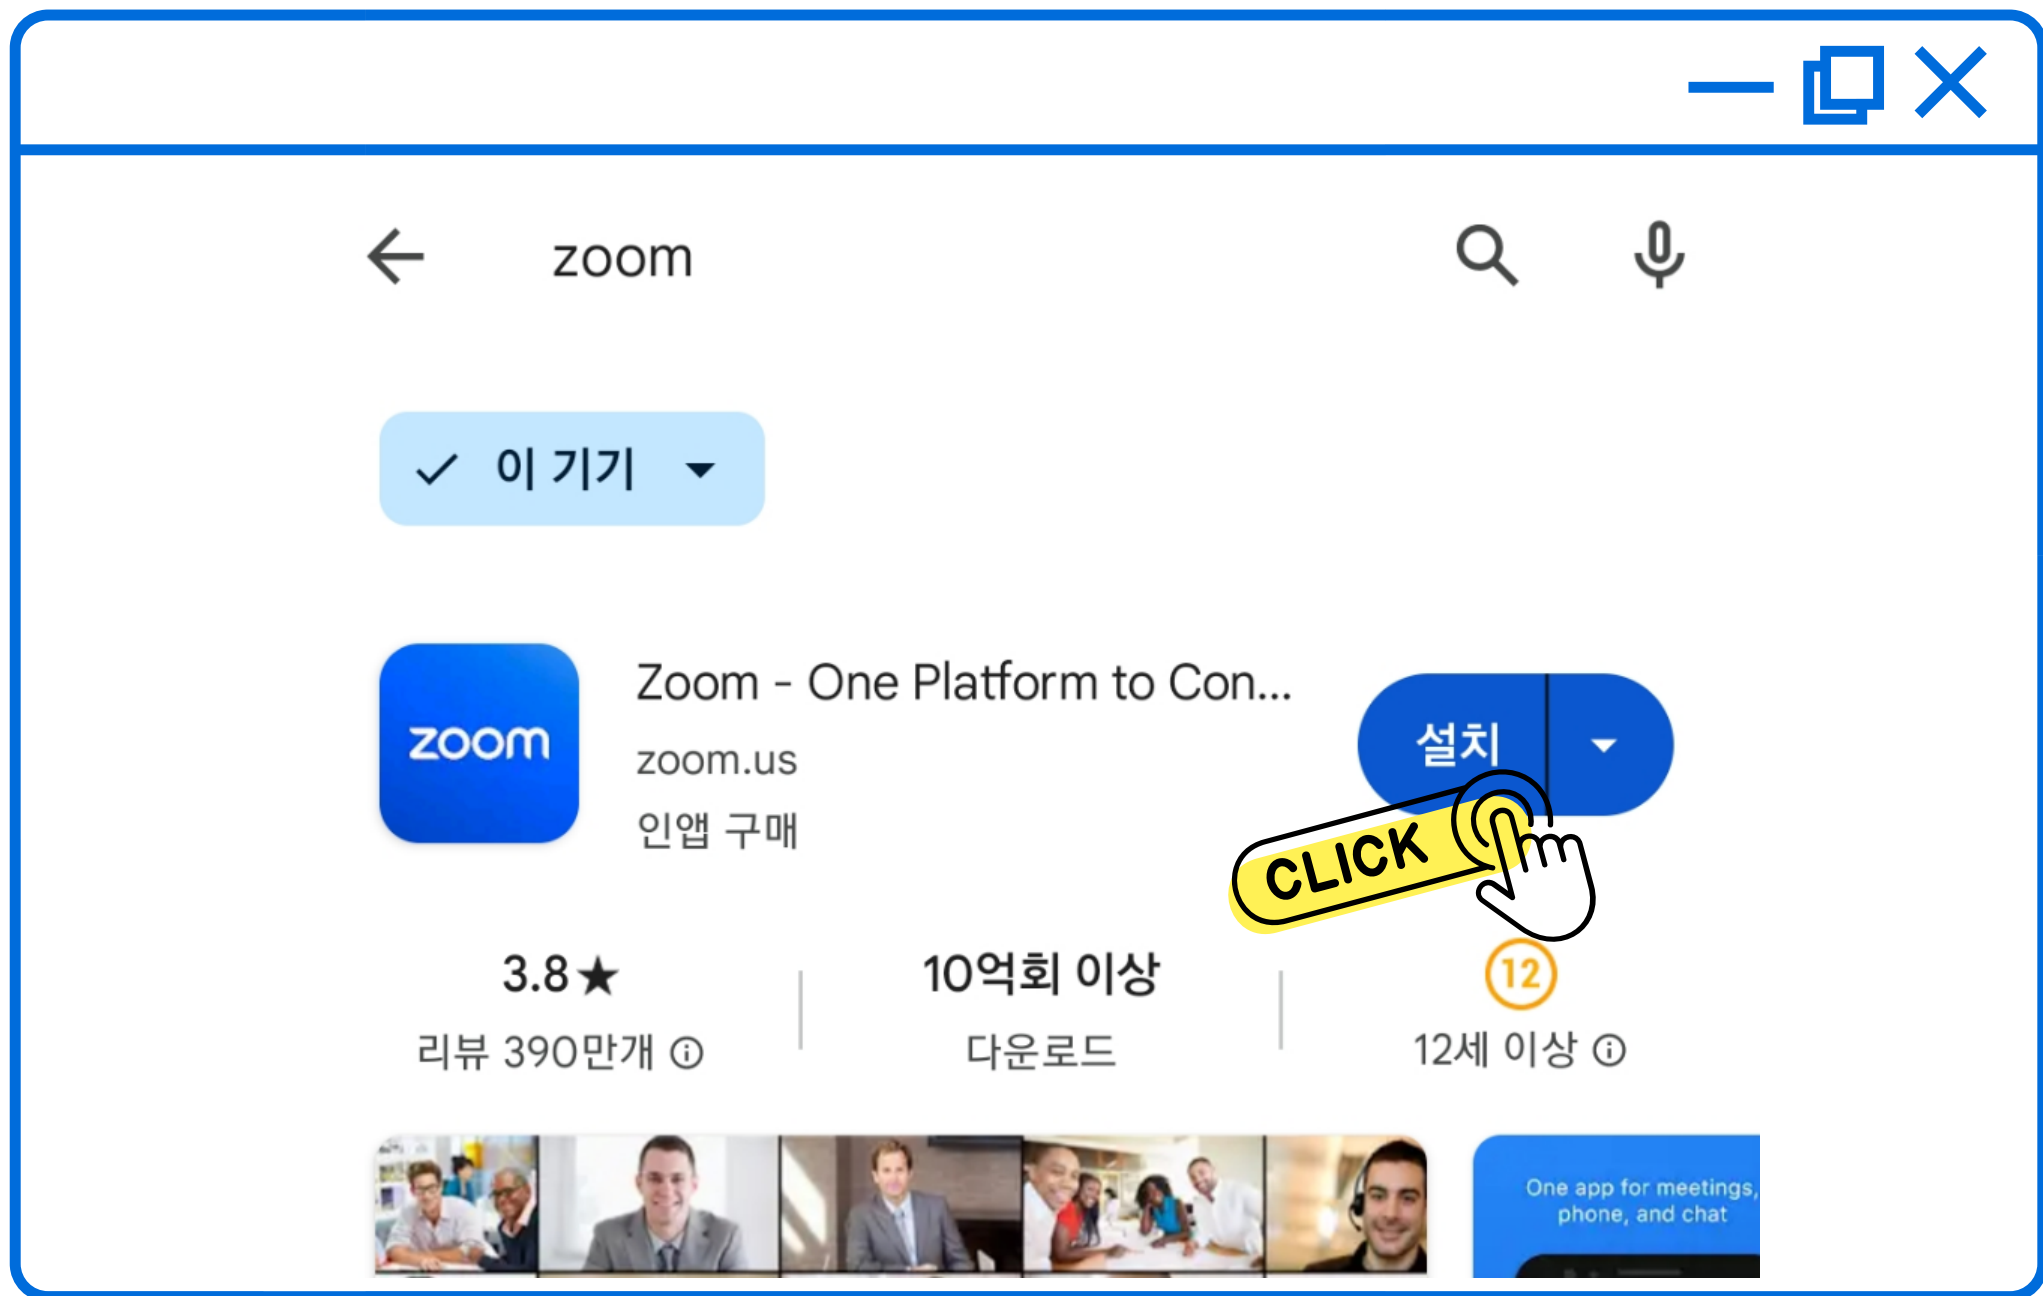 zoom
이 기기
zoom
Zoom - One Platform to Con...
zoom.us
인앱 구매
설치
CLICK
3.8★
리뷰 390만개
10억회 이상
다운로드
12
12세 이상
One app for meetings,
phone, and chat